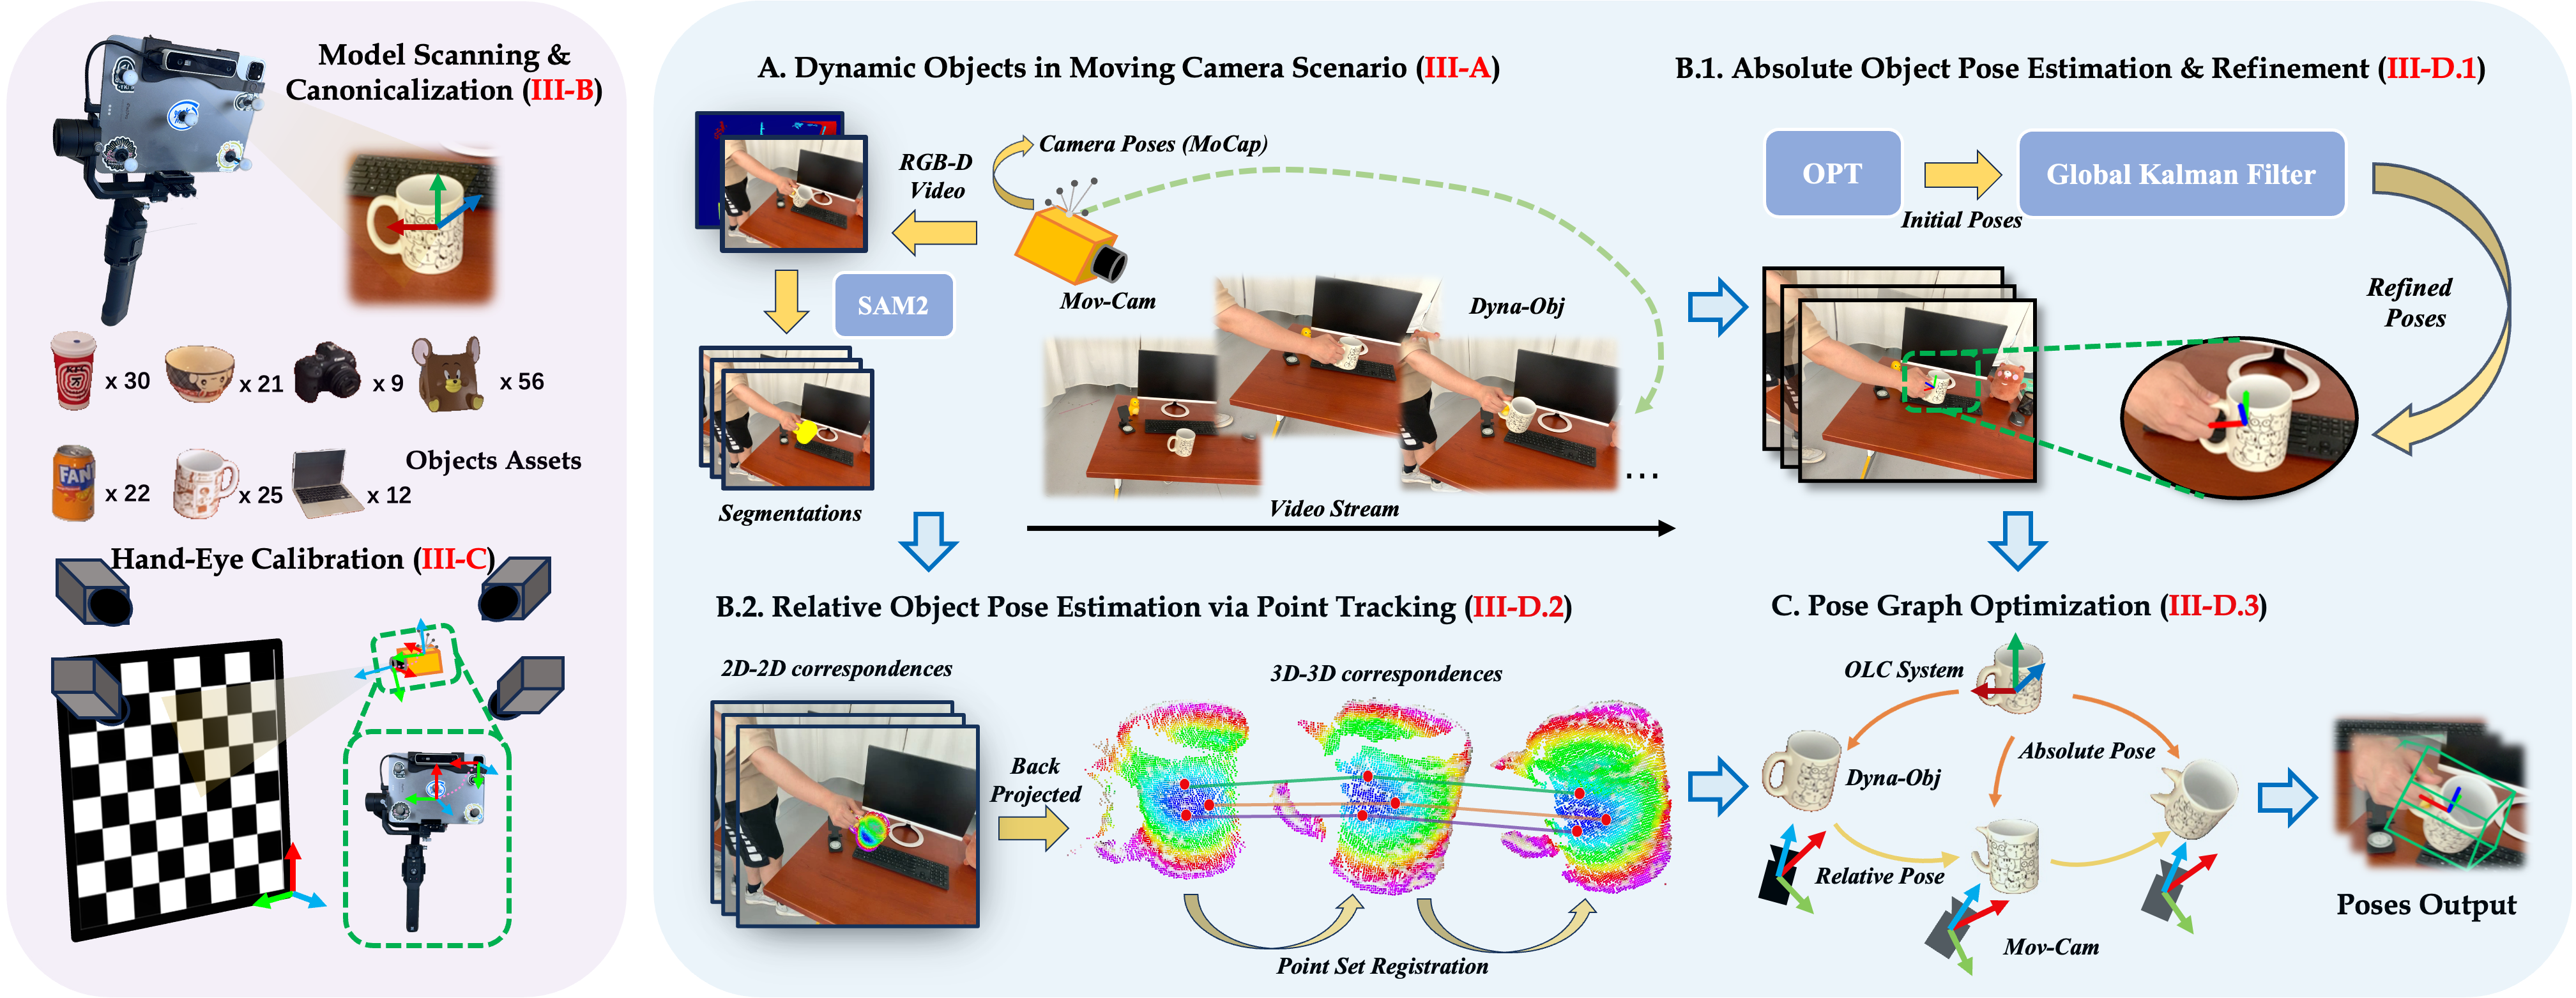 Model Scanning &
Canonicalization (III-B)
x 30
x 21
x 9
x 56
FAN
x 22
x 25
x 12
Objects Assets
Hand-Eye Calibration (III-C)
A. Dynamic Objects in Moving Camera Scenario (III-A)
RGB-D
Video
Camera Poses (MoCap)
Mov-Cam
SAM2
Dyna-Obj
Segmentations
...
Video Stream
B.1. Absolute Object Pose Estimation & Refinement (III-D.1)
OPT
Initial Poses
Global Kalman Filter
Refined
Poses
B.2. Relative Object Pose Estimation via Point Tracking (III-D.2)
2D-2D correspondences
Back
Projected
3D-3D correspondences
Point Set Registration
C. Pose Graph Optimization (III-D.3)
OLC System
Absolute Pose
Dyna-Obj
Relative Pose
Mov-Cam
Poses Output